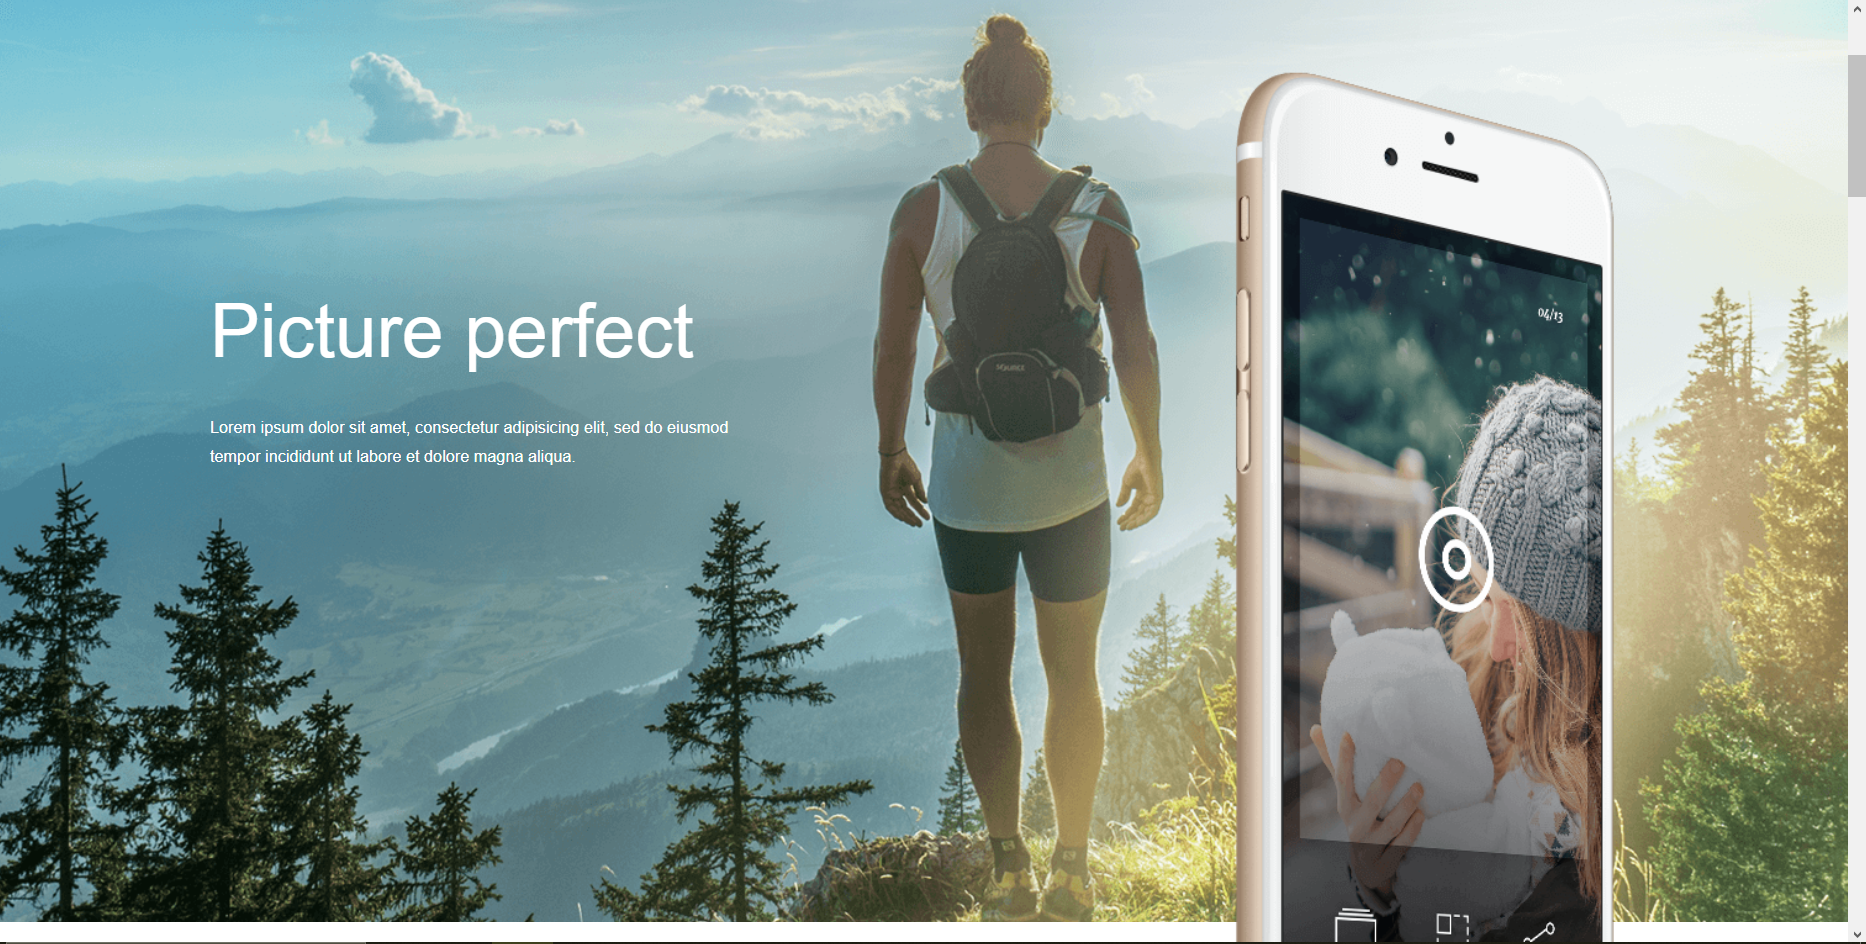 Picture perfect
Lorem ipsum dolor sit amet, consectetur adipisicing elit, sed do eiusmod
tempor incididunt ut labore et dolore magna aliqua.
04/13